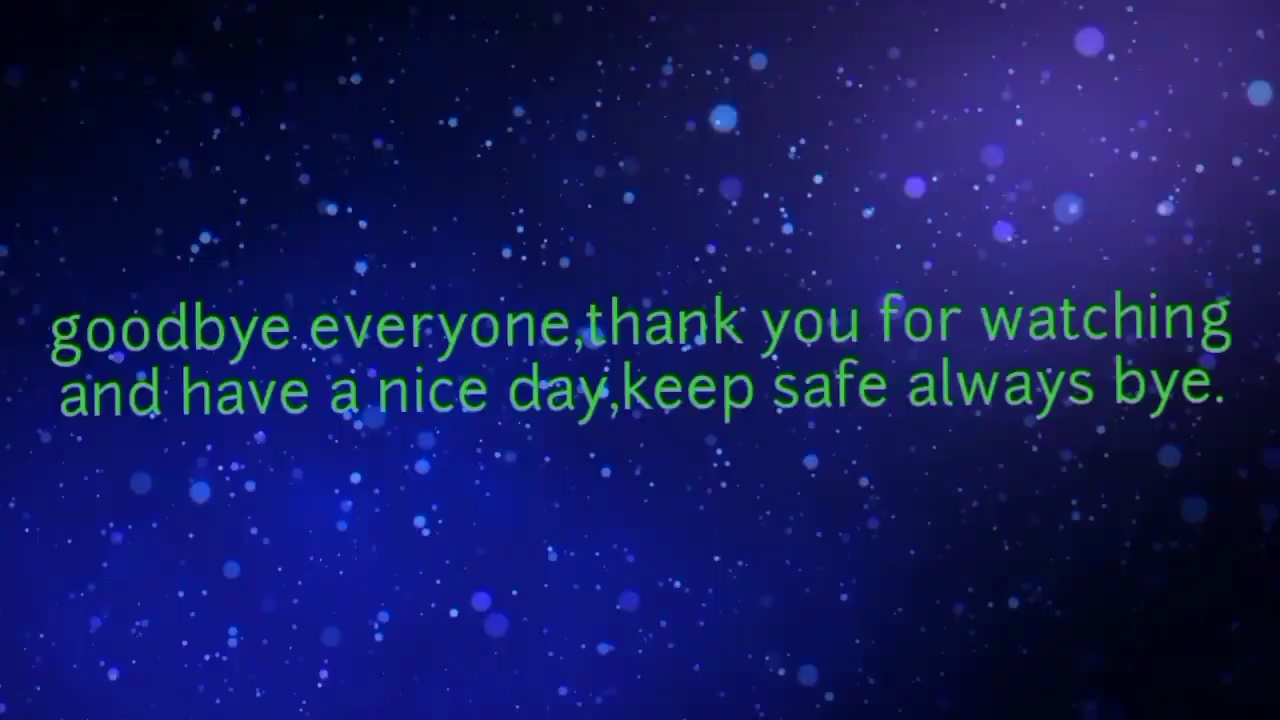 goodbye everyone,thank you for watching
and have a nice day,keep safe always bye.